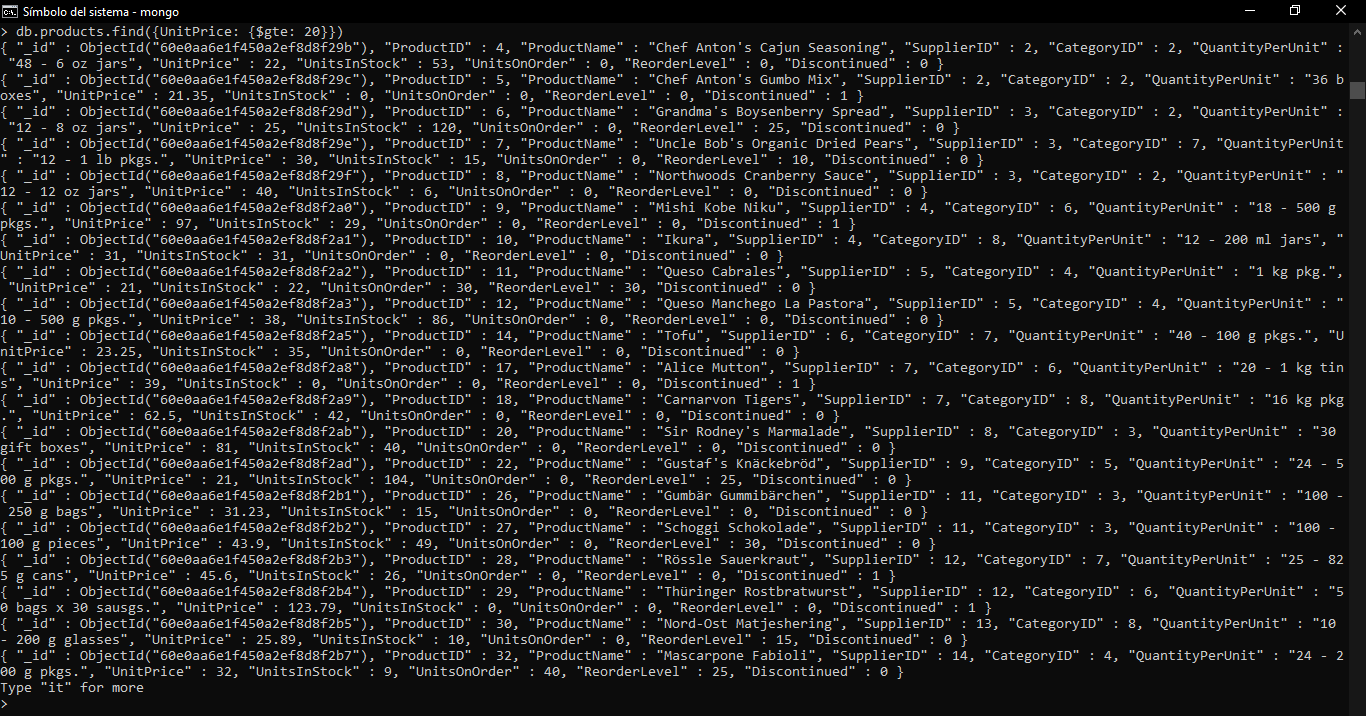 Símbolo del sistema - mongo
> db.products.find({UnitPrice: {$gte: 20}})
{ "_id" : ObjectId("60e0aa6e1f450a2ef8d8f29b"), "ProductID" : 4, "ProductName" : "Chef Anton's Cajun Seasoning", "SupplierID" : 2, "CategoryID" : 2, "QuantityPerUnit" :
"48 - 6 oz jars", "UnitPrice" : 22, "UnitsInStock" : 53, "UnitsOnOrder" : 0, "ReorderLevel" : 0, "Discontinued" : 0 }
{ "_id" : ObjectId("60e0aa6e1f450a2ef8d8f29c"), "ProductID" : 5, "ProductName" : "Chef Anton's Gumbo Mix", "SupplierID" : 2, "CategoryID" : 2, "QuantityPerUnit" : "36 b
oxes", "UnitPrice" : 21.35, "UnitsInStock" : 0, "UnitsOnOrder" : 0, "ReorderLevel" : 0, "Discontinued" : 1 }
{ "_id" : ObjectId("60e0aa6e1f450a2ef8d8f29d"), "ProductID" : 6, "ProductName" : "Grandma's Boysenberry Spread", "SupplierID" : 3, "CategoryID" : 2, "QuantityPerUnit" :
"12 - 8 oz jars", "UnitPrice" : 25, "UnitsInStock" : 120, "UnitsOnOrder" : 0, "ReorderLevel" : 25, "Discontinued" : 0 }
{ "_id" : ObjectId("60e0aa6e1f450a2ef8d8f29e"), "ProductID" : 7, "ProductName" : "Uncle Bob's Organic Dried Pears", "SupplierID" : 3, "CategoryID" : 7, "QuantityPerUnit
" : "12 - 1 lb pkgs.", "UnitPrice" : 30, "UnitsInStock" : 15, "UnitsOnOrder" : 0, "ReorderLevel" : 10, "Discontinued" : 0 }
{ "_id" : ObjectId("60e0aa6e1f450a2ef8d8f29f"), "ProductID" : 8, "ProductName" : "Northwoods Cranberry Sauce", "SupplierID" : 3, "CategoryID" : 2, "QuantityPerUnit" : "
12 - 12 oz jars", "UnitPrice" : 40, "UnitsInStock" : 6, "UnitsOnOrder" : 0, "ReorderLevel" : 0, "Discontinued" : 0 }
{ "_id" : ObjectId("60e0aa6e1f450a2ef8d8f2a0"), "ProductID" : 9, "ProductName" : "Mishi Kobe Niku", "SupplierID" : 4, "CategoryID" : 6, "QuantityPerUnit" : "18 - 500 g
pkgs.", "UnitPrice" : 97, "UnitsInStock" : 29, "UnitsOnOrder" : 0, "ReorderLevel" : 0, "Discontinued" : 1 }
{ "_id" : ObjectId("60e0aa6e1f450a2ef8d8f2a1"), "ProductID" : 10, "ProductName" : "Ikura", "SupplierID" : 4, "CategoryID" : 8, "QuantityPerUnit" : "12 - 200 ml jars", "
UnitPrice" : 31, "UnitsInStock" : 31, "UnitsOnOrder" : 0, "ReorderLevel" : 0, "Discontinued" : 0 }
{ "_id" : ObjectId("60e0aa6e1f450a2ef8d8f2a2"), "ProductID" : 11, "ProductName" : "Queso Cabrales", "SupplierID" : 5, "CategoryID" : 4, "QuantityPerUnit" : "1 kg pkg.",
"UnitPrice" : 21, "UnitsInStock" : 22, "UnitsOnOrder" : 30, "ReorderLevel" : 30, "Discontinued" : 0 }
{ "_id" : ObjectId("60e0aa6e1f450a2ef8d8f2a3"), "ProductID" : 12, "ProductName" : "Queso Manchego La Pastora", "SupplierID" : 5, "CategoryID" : 4, "QuantityPerUnit" : "
10 - 500 g pkgs.", "UnitPrice" : 38, "UnitsInStock" : 86, "UnitsOnOrder" : 0, "ReorderLevel" : 0, "Discontinued" : 0 }
{ "_id" : ObjectId("60e0aa6e1f450a2ef8d8f2a5"), "ProductID" : 14, "ProductName" : "Tofu", "SupplierID" : 6, "CategoryID" : 7, "QuantityPerUnit" : "40 - 100 g pkgs.", "U
nitPrice" : 23.25, "UnitsInStock" : 35, "UnitsOnOrder" : 0, "ReorderLevel" : 0, "Discontinued" : 0 }
{ "_id" : ObjectId("60e0aa6e1f450a2ef8d8f2a8"), "ProductID" : 17, "ProductName" : "Alice Mutton", "SupplierID" : 7, "CategoryID" : 6, "QuantityPerUnit" : "20 - 1 kg tin
s", "UnitPrice" : 39, "UnitsInStock" : 0, "UnitsOnOrder" : 0, "ReorderLevel" : 0, "Discontinued" : 1 }
{ "_id" : ObjectId("60e0aa6e1f450a2ef8d8f2a9"), "ProductID" : 18, "ProductName" : "Carnarvon Tigers", "SupplierID" : 7, "CategoryID" : 8, "QuantityPerUnit" : "16 kg pkg
.", "UnitPrice" : 62.5, "UnitsInStock" : 42, "UnitsOnOrder" : 0, "ReorderLevel" : 0, "Discontinued" : 0 }
{ "_id" : ObjectId("60e0aa6e1f450a2ef8d8f2ab"), "ProductID" : 20, "ProductName" : "Sir Rodney's Marmalade", "SupplierID" : 8, "CategoryID" : 3, "QuantityPerUnit" : "30
gift boxes", "UnitPrice" : 81, "UnitsInStock" : 40, "UnitsOnOrder" : 0, "ReorderLevel" : 0, "Discontinued" : 0 }
{ "_id" : ObjectId("60e0aa6e1f450a2ef8d8f2ad"), "ProductID" : 22, "ProductName" : "Gustaf's Knäckebröd", "SupplierID" : 9, "CategoryID" : 5, "QuantityPerUnit" : "24 - 5
00 g pkgs.", "UnitPrice" : 21, "UnitsInStock" : 104, "UnitsOnOrder" : 0, "ReorderLevel" : 25, "Discontinued" : 0 }
{ "_id" : ObjectId("60e0aa6e1f450a2ef8d8f2b1"), "ProductID" : 26, "ProductName" : "Gumbär Gummibärchen", "SupplierID" : 11, "CategoryID" : 3, "QuantityPerUnit" : "100 -
250 g bags", "UnitPrice" : 31.23, "UnitsInStock" : 15, "UnitsOnOrder" : 0, "ReorderLevel" : 0, "Discontinued" : 0 }
{ "_id" : ObjectId("60e0aa6e1f450a2ef8d8f2b2"), "ProductID" : 27, "ProductName" : "Schoggi Schokolade", "SupplierID" : 11, "CategoryID" : 3, "QuantityPerUnit" : "100 -
100 g pieces", "UnitPrice" : 43.9, "UnitsInStock" : 49, "UnitsOnOrder" : 0, "ReorderLevel" : 30, "Discontinued" : 0 }
{ "_id" : ObjectId("60e0aa6e1f450a2ef8d8f2b3"), "ProductID" : 28, "ProductName" : "Rössle Sauerkraut", "SupplierID" : 12, "CategoryID" : 7, "QuantityPerUnit" : "25 - 82
5 g cans", "UnitPrice" : 45.6, "UnitsInStock" : 26, "UnitsOnOrder" : 0, "ReorderLevel" : 0, "Discontinued" : 1 }
{ "_id" : ObjectId("60e0aa6e1f450a2ef8d8f2b4"), "ProductID" : 29, "ProductName" : "Thüringer Rostbratwurst", "SupplierID" : 12, "CategoryID" : 6, "QuantityPerUnit" : "5
0 bags x 30 sausgs.", "UnitPrice" : 123.79, "UnitsInStock" : 0, "UnitsOnOrder" : 0, "ReorderLevel" : 0, "Discontinued" : 1 }
{ "_id" : ObjectId("60e0aa6e1f450a2ef8d8f2b5"), "ProductID" : 30, "ProductName" : "Nord-Ost Matjeshering", "SupplierID" : 13, "CategoryID" : 8, "QuantityPerUnit" : "10
- 200 g glasses", "UnitPrice" : 25.89, "UnitsInStock" : 10, "UnitsOnOrder" : 0, "ReorderLevel" : 15, "Discontinued" : 0 }
{ "_id" : ObjectId("60e0aa6e1f450a2ef8d8f2b7"), "ProductID" : 32, "ProductName" : "Mascarpone Fabioli", "SupplierID" : 14, "CategoryID" : 4, "QuantityPerUnit" : "24 - 2
00 g pkgs.", "UnitPrice" : 32, "UnitsInStock" : 9, "UnitsOnOrder" : 40, "ReorderLevel" : 25, "Discontinued" : 0 }
Type "it" for more
>